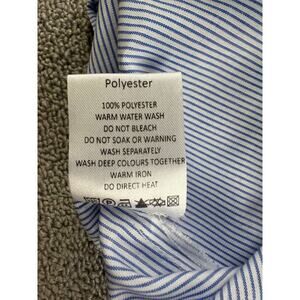 Polyester
100% POLYESTER
WARM WATER WASH
DO NOT BLEACH
DO NOT SOAK OR WARNING
WASH SEPARATELY
WASH DEEP COLOURS TOGETHER
WARM IRON
DO DIRECT HEAT